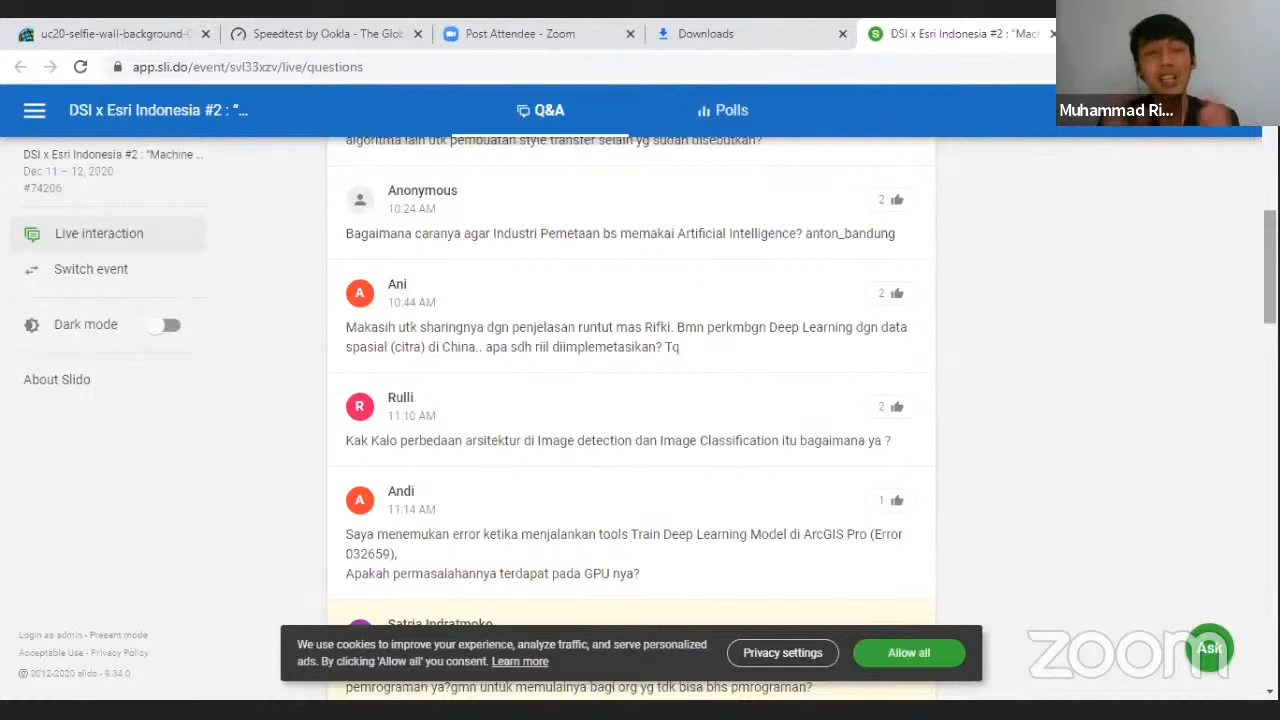 uc20-selfie-wall-background-
Speedtest by Ookla - The Glob
Post Attendee - Zoom
Downloads
DSI x Esri Indonesia #2 : "Mac
app.sli.do/event/svl33xzv/live/questions
Muhammad Ri...
DSI x Esri Indonesia #2 : "...
Q&A
Polls
DSI x Esri Indonesia #2 : "Machine ...
Dec 11 – 12, 2020
#74206
Live interaction
Switch event
Dark mode
About Slido
algoritma lain utk pembuatan style transfer selain yg sudah disebutkan?
Anonymous
10:24 AM
2
Bagaimana caranya agar Industri Pemetaan bs memakai Artificial Intelligence? anton_bandung
A
Ani
10:44 AM
2
Makasih utk sharingnya dgn penjelasan runtut mas Rifki. Bmn perkmbgn Deep Learning dgn data
spasial (citra) di China.. apa sdh riil diimplemetasikan? Tq
R
Rulli
11:10 AM
2
Kak Kalo perbedaan arsitektur di Image detection dan Image Classification itu bagaimana ya ?
A
Andi
11:14 AM
1
Saya menemukan error ketika menjalankan tools Train Deep Learning Model di ArcGIS Pro (Error
032659),
Apakah permasalahannya terdapat pada GPU nya?
Satria Indratmoko
pemrograman ya?gmn untuk memulainya bagi org yg tdk bisa bhs pmrograman?
We use cookies to improve your experience, analyze traffic, and serve personalized
ads. By clicking 'Allow all' you consent. Learn more
Privacy settings
Allow all
Login as admin - Present mode
Acceptable Use - Privacy Policy
© 2012-2020 slido - 9.34.0
Ask
zoom